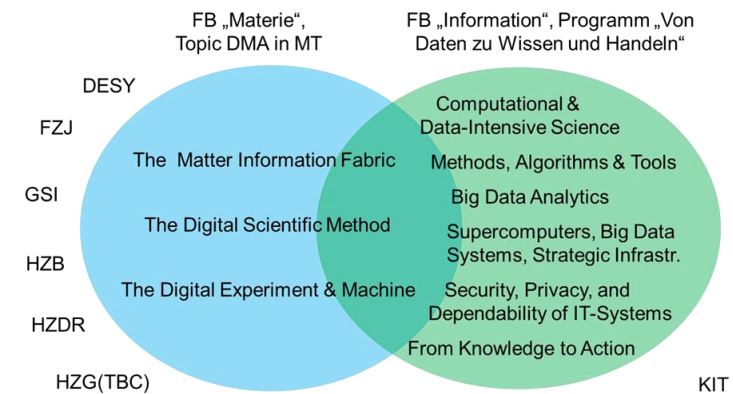 FB „Materie“,
Topic DMA in MT
FB „Information“, Programm „Von
Daten zu Wissen und Handeln“
DESY
FZJ
GSI
HZB
HZDR
HZG(TBC)
The Matter Information Fabric
The Digital Scientific Method
The Digital Experiment & Machine
Computational &
Data-Intensive Science
Methods, Algorithms & Tools
Big Data Analytics
Supercomputers, Big Data
Systems, Strategic Infrastr.
Security, Privacy, and
Dependability of IT-Systems
From Knowledge to Action
KIT